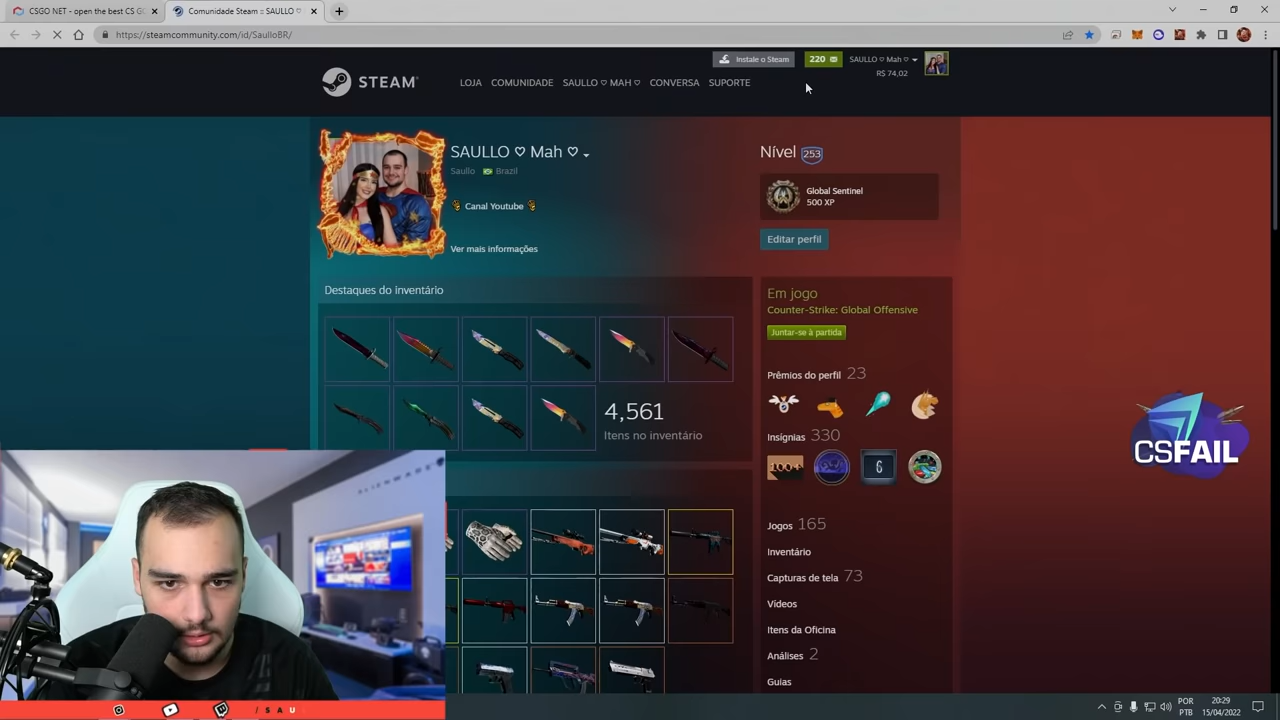 CSGO NET - open the best CS GO
Comunidade Steam :: SAULLO ♡
https://steamcommunity.com/id/SaulloBR/
Instale o Steam
220
SAULLO ♡ Mah ♡
R$ 74,02
STEAM
LOJA COMUNIDADE SAULLO ♡ MAH ♡ CONVERSA SUPORTE
SAULLO ♡ Mah ♡
Saullo Brazil
Canal Youtube
Ver mais informações
Nível 253
Global Sentinel
500 XP
Editar perfil
Destaques do inventário
4,561
Itens no inventário
Em jogo
Counter-Strike: Global Offensive
Juntar-se à partida
Prêmios do perfil 23
Insígnias 330
100+
6
Jogos 165
Inventário
Capturas de tela 73
Vídeos
Itens da Oficina
Análises 2
Guias
CSFAIL
ALIENWARE
/ S A U
POR
PTB
20:29
15/04/2022